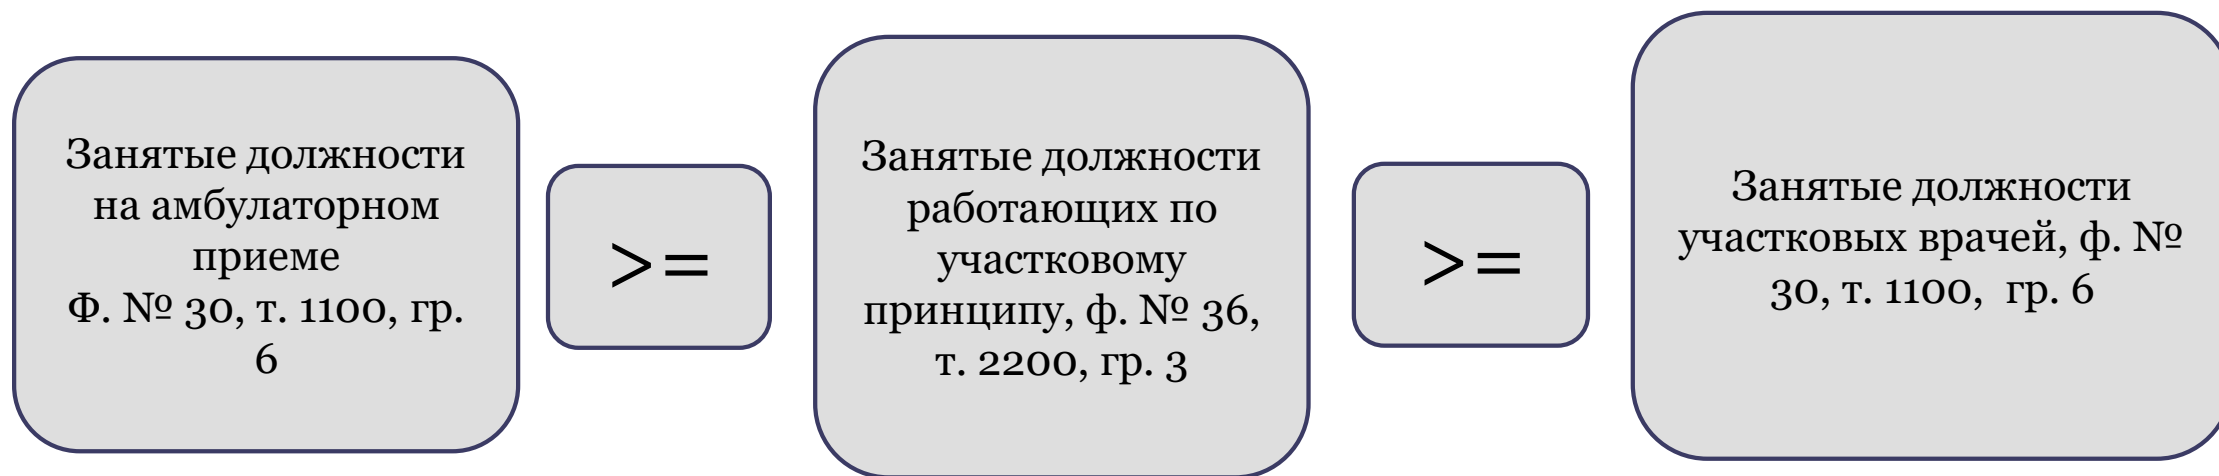 Занятые должности
на амбулаторном
приеме
Ф. № 30, т. 1100, гр.
6
>=
Занятые должности
работающих по
участковому
принципу, ф. № 36,
т. 2200, гр. 3
>=
Занятые должности
участковых врачей, ф. №
30, т. 1100, гр. 6